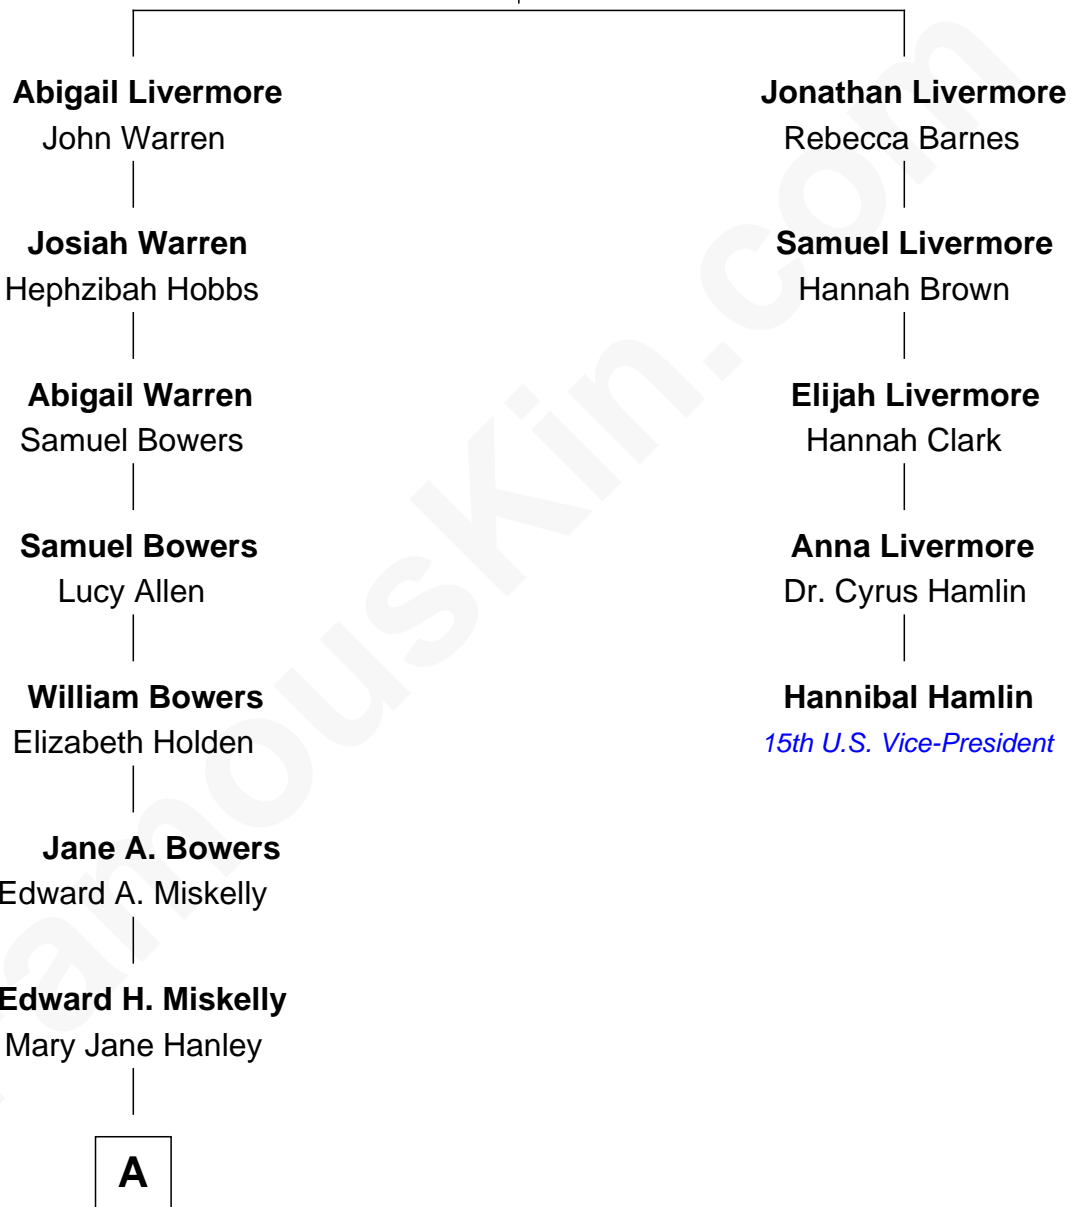 Abigail Livermore
John Warren
Jonathan Livermore
Rebecca Barnes
Josiah Warren
Hephzibah Hobbs
Samuel Livermore
Hannah Brown
Abigail Warren
Samuel Bowers
Elijah Livermore
Hannah Clark
Samuel Bowers
Lucy Allen
Anna Livermore
Dr. Cyrus Hamlin
William Bowers
Elizabeth Holden
Hannibal Hamlin
15th U.S. Vice-President
Jane A. Bowers
Edward A. Miskelly
Edward H. Miskelly
Mary Jane Hanley
A
FamousKin.com